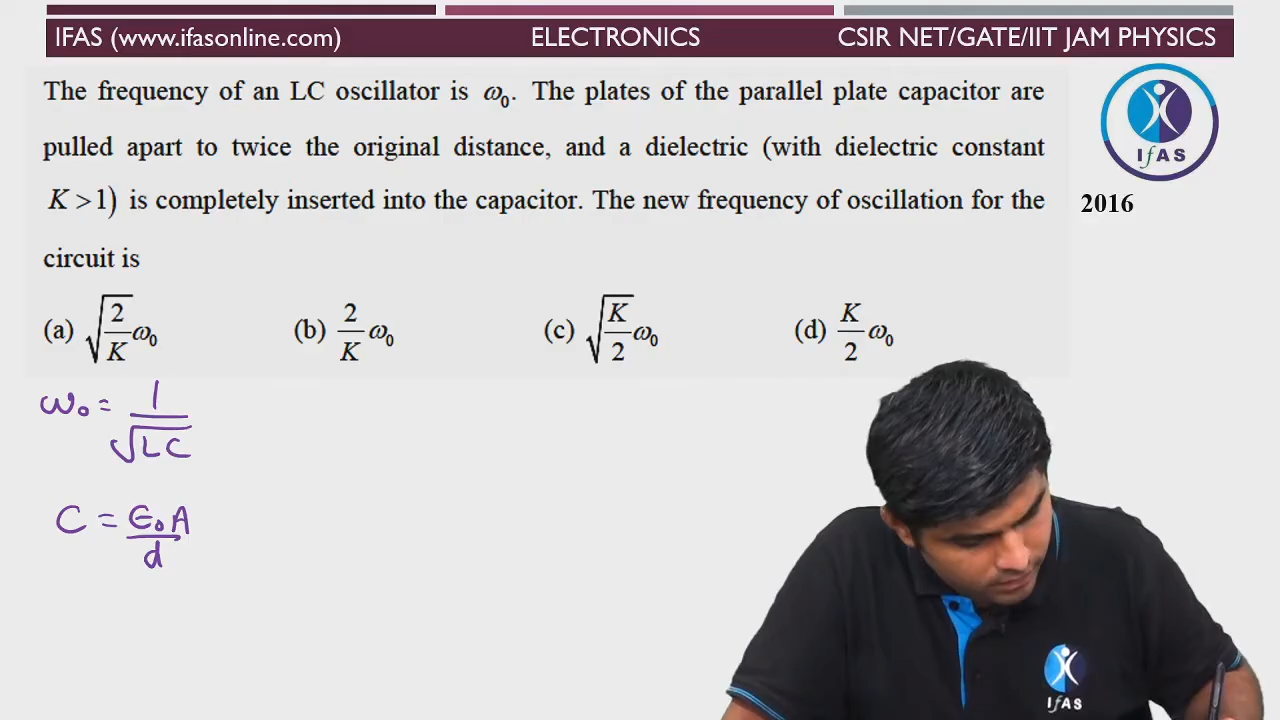 IFAS (www.ifasonline.com) ELECTRONICS CSIR NET/GATE/IIT JAM PHYSICS
The frequency of an LC oscillator is ω₀. The plates of the parallel plate capacitor are
pulled apart to twice the original distance, and a dielectric (with dielectric constant
K > 1) is completely inserted into the capacitor. The new frequency of oscillation for the
circuit is
(a) √(2/K) ω₀ (b) 2/K ω₀ (c) √(K/2) ω₀ (d) K/2 ω₀
IfAS
2016
ω₀ = 1/√LC
C = ϵ₀A/d
IfAS